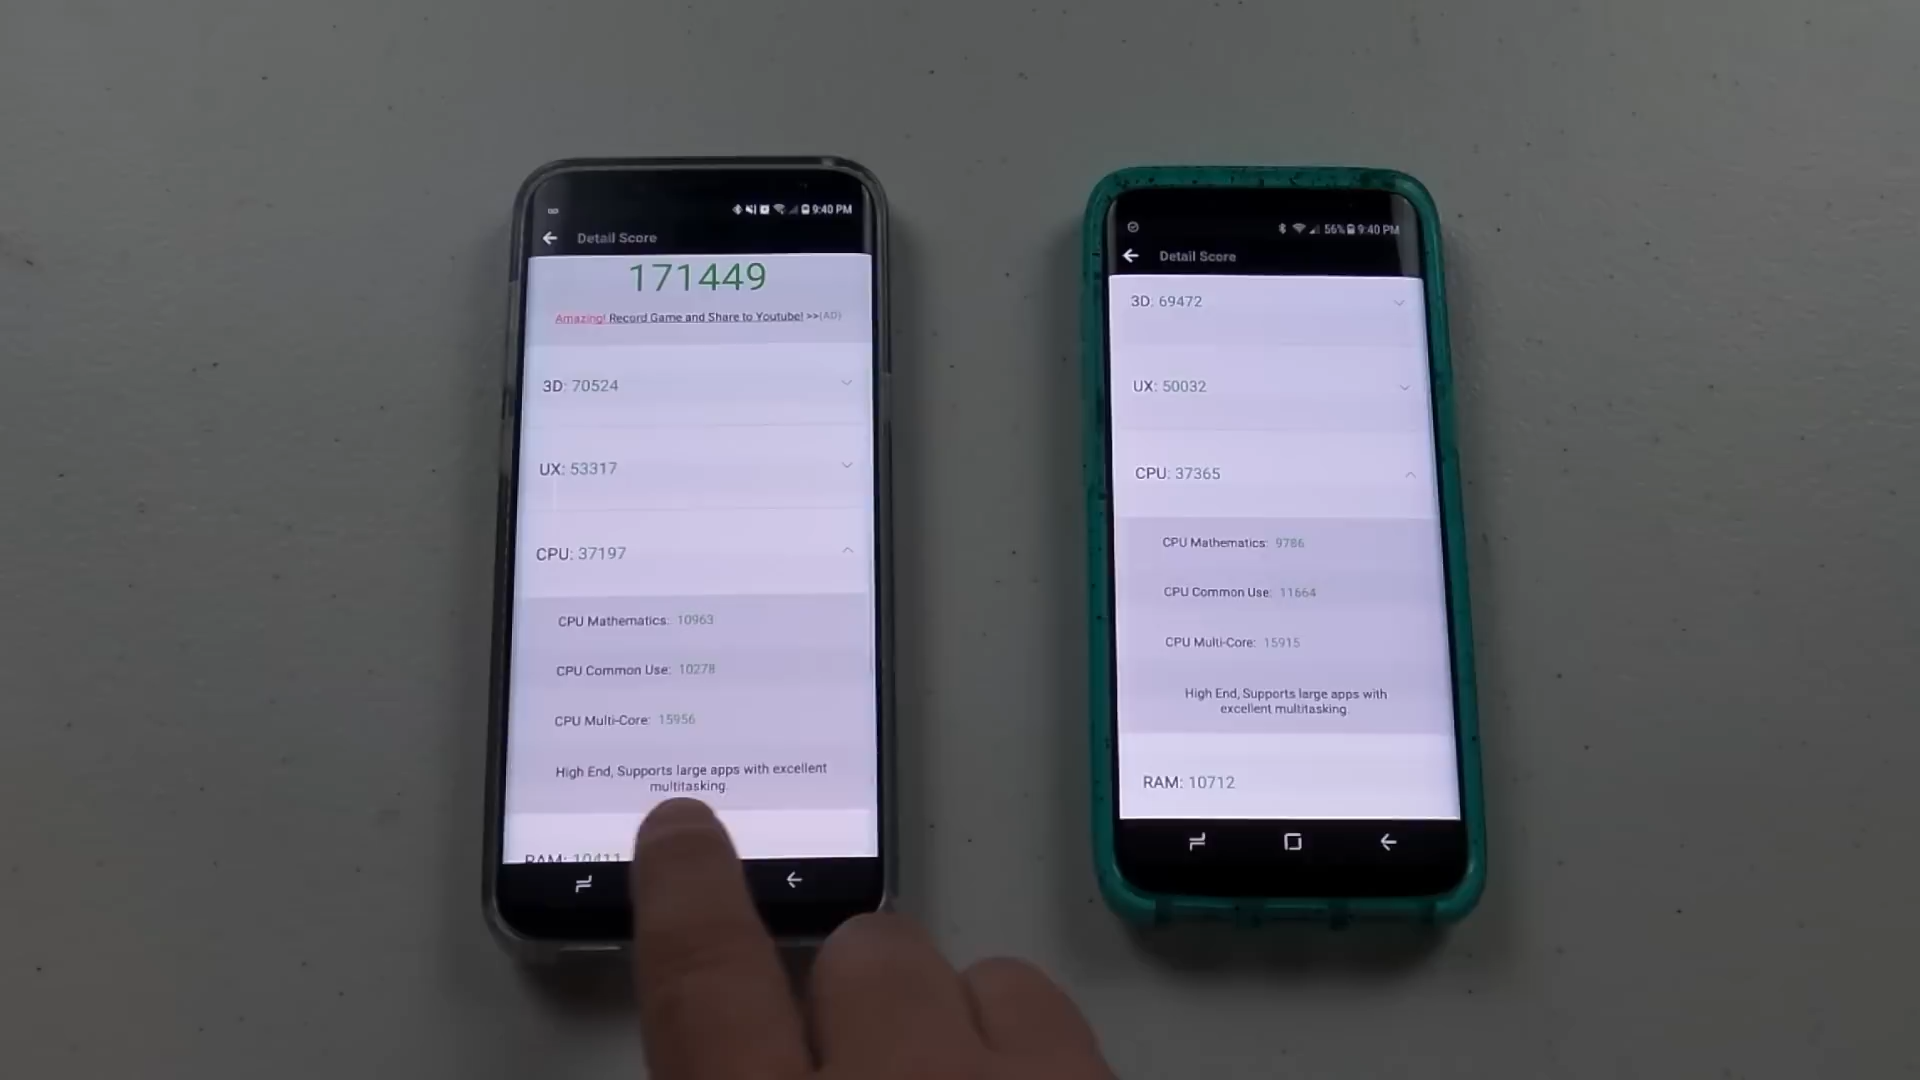 9:40 PM
Detail Score
171449
Amazing! Record Game and Share to Youtube! >>(AD)
3D: 70524
UX: 53317
CPU: 37197
CPU Mathematics: 10963
CPU Common Use: 10278
CPU Multi-Core: 15956
High End, Supports large apps with excellent
multitasking.
RAM: 10411
56% 9:40 PM
Detail Score
3D: 69472
UX: 50032
CPU: 37365
CPU Mathematics: 9786
CPU Common Use: 11664
CPU Multi-Core: 15915
High End, Supports large apps with
excellent multitasking.
RAM: 10712